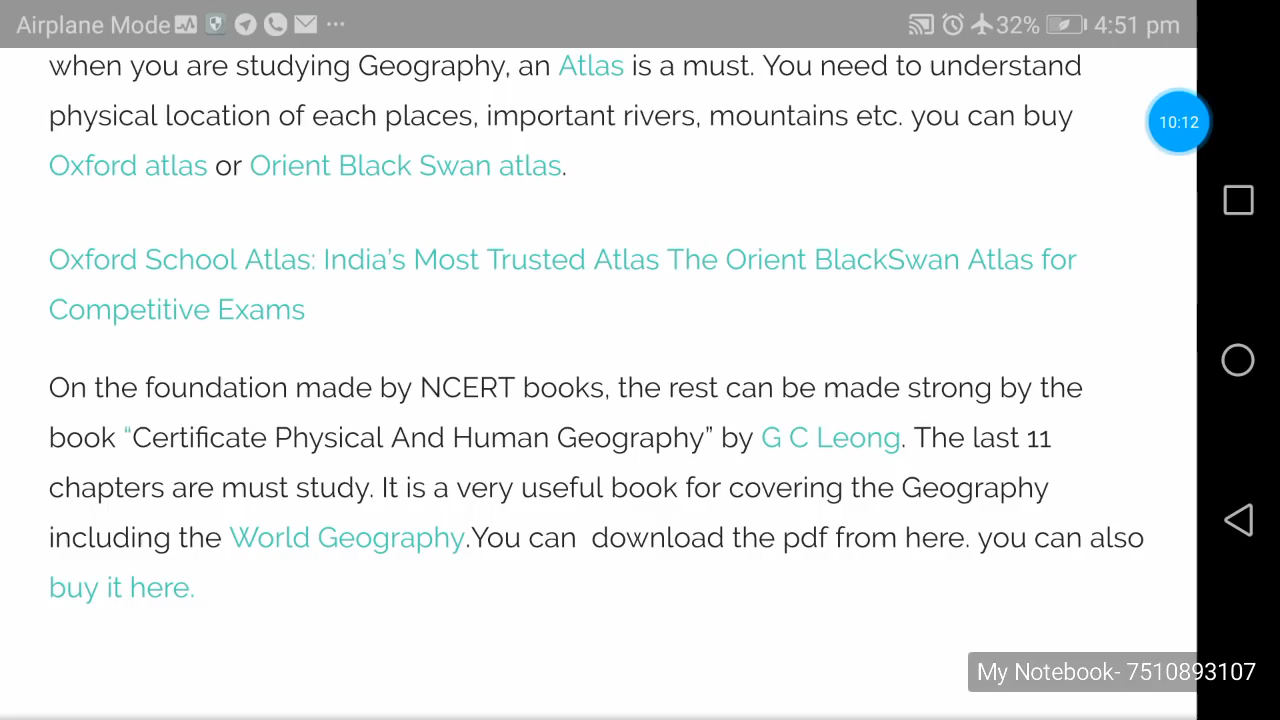 Airplane Mode ... 32% 4:51 pm
when you are studying Geography, an Atlas is a must. You need to understand
physical location of each places, important rivers, mountains etc. you can buy
10:12
Oxford atlas or Orient Black Swan atlas.
Oxford School Atlas: India's Most Trusted Atlas The Orient BlackSwan Atlas for
Competitive Exams
On the foundation made by NCERT books, the rest can be made strong by the
book “Certificate Physical And Human Geography” by G C Leong. The last 11
chapters are must study. It is a very useful book for covering the Geography
including the World Geography.You can  download the pdf from here. you can also
buy it here.
My Notebook- 7510893107